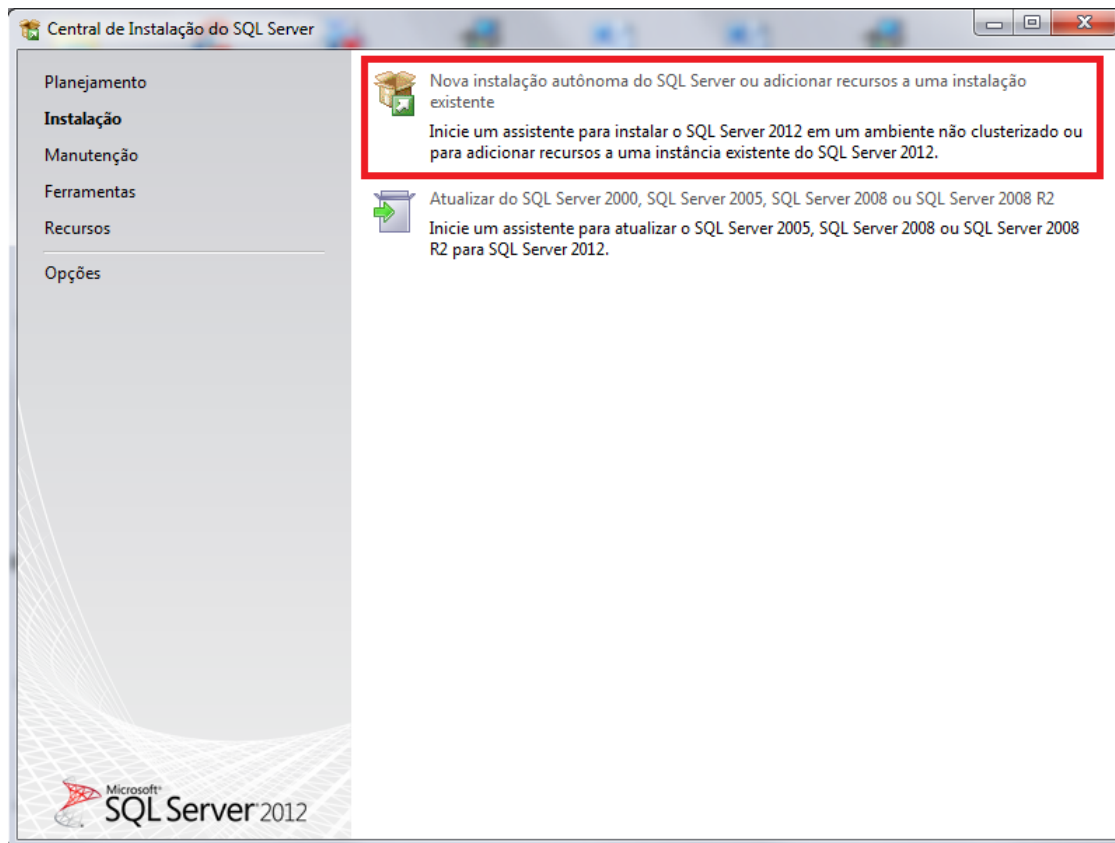 Central de Instalação do SQL Server
Planejamento
Instalação
Manutenção
Ferramentas
Recursos
Opções
Nova instalação autônoma do SQL Server ou adicionar recursos a uma instalação
existente
Inicie um assistente para instalar o SQL Server 2012 em um ambiente não clusterizado ou
para adicionar recursos a uma instância existente do SQL Server 2012.
Atualizar do SQL Server 2000, SQL Server 2005, SQL Server 2008 ou SQL Server 2008 R2
Inicie um assistente para atualizar o SQL Server 2005, SQL Server 2008 ou SQL Server 2008
R2 para SQL Server 2012.
Microsoft®
SQL Server® 2012